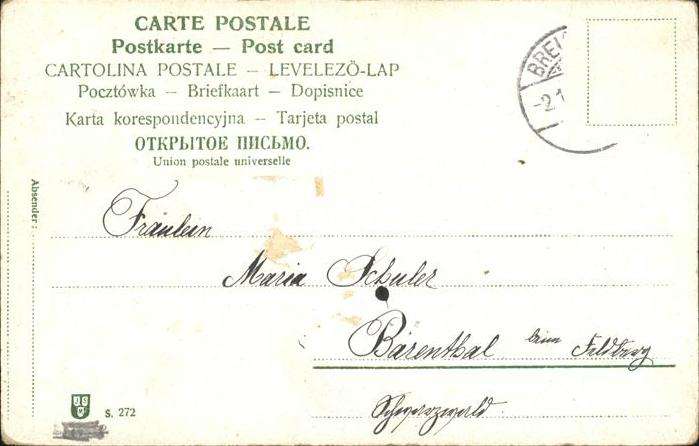 CARTE POSTALE
Postkarte — Post card
CARTOLINA POSTALE — LEVELEZŐ-LAP
Pocztówka — Briefkaart — Dopisnice
Karta korespondencyjna — Tarjeta postal
ОТКРЫТОЕ ПИСЬМО.
Union postale universelle
Absender:
Fräulein
Maria Schuler
Bärenthal beim Feldberg
Schwarzwald
S. 272